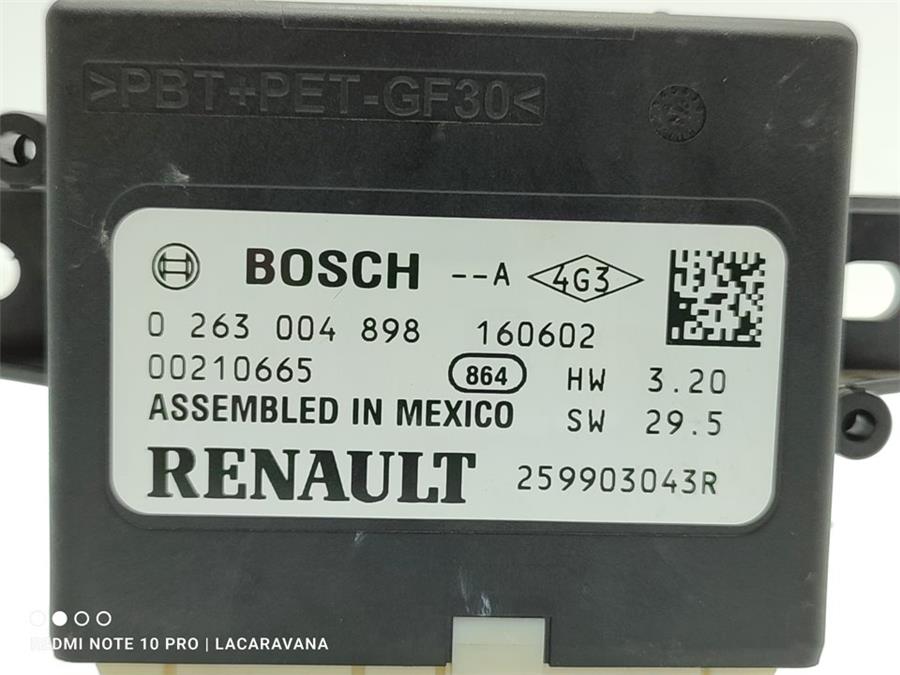 >PBT+PET-GF30<
BOSCH --A 4G3
0 263 004 898 160602
00210665 864 HW 3.20
ASSEMBLED IN MEXICO SW 29.5
RENAULT 259903043R
REDMI NOTE 10 PRO | LACARAVANA